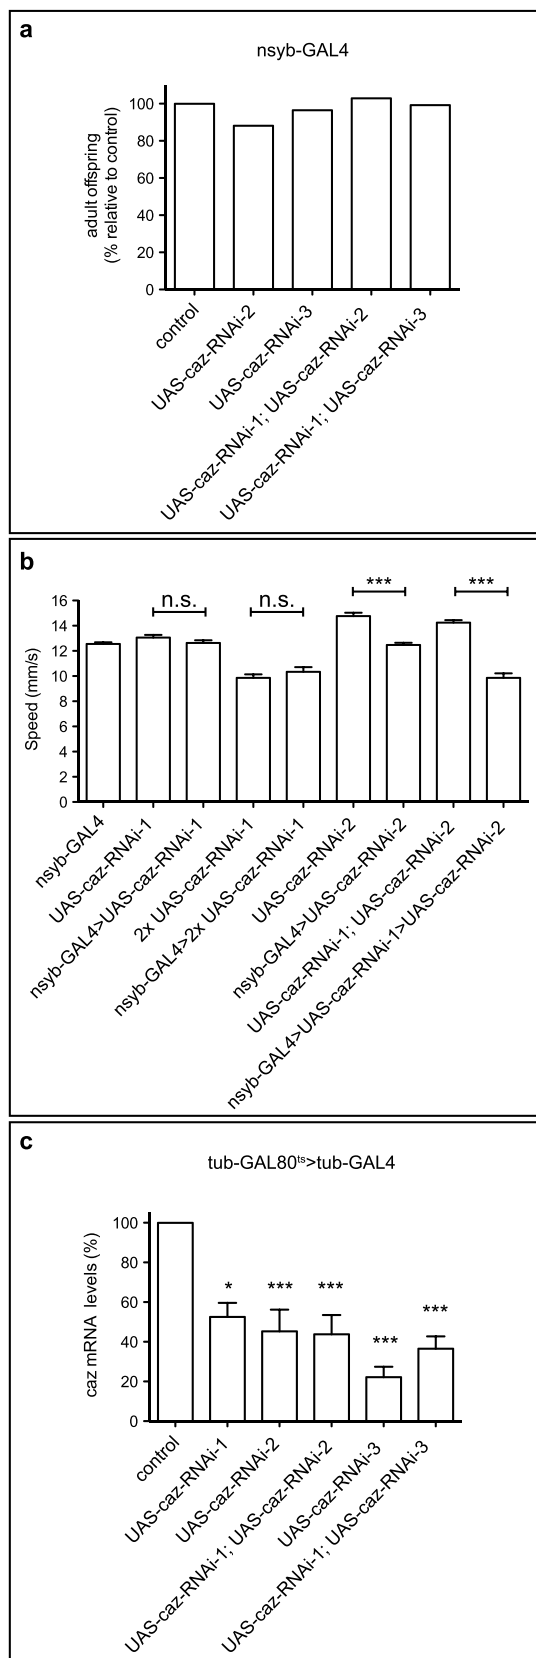 a
nsyb-GAL4
adult offspring
(% relative to control)
100
80
60
40
20
0
control
UAS-caz-RNAi-2
UAS-caz-RNAi-3
UAS-caz-RNAi-1; UAS-caz-RNAi-2
UAS-caz-RNAi-1; UAS-caz-RNAi-3
b
Speed (mm/s)
16
14
12
10
8
6
4
2
0
n.s.
n.s.
***
***
nsyb-GAL4
UAS-caz-RNAi-1
nsyb-GAL4>UAS-caz-RNAi-1
2x UAS-caz-RNAi-1
nsyb-GAL4>2x UAS-caz-RNAi-1
UAS-caz-RNAi-2
nsyb-GAL4>UAS-caz-RNAi-2
UAS-caz-RNAi-1; UAS-caz-RNAi-2
nsyb-GAL4>UAS-caz-RNAi-1>UAS-caz-RNAi-2
c
tub-GAL80ts>tub-GAL4
caz mRNA levels (%)
100
80
60
40
20
0
*
***
***
***
***
control
UAS-caz-RNAi-1
UAS-caz-RNAi-2
UAS-caz-RNAi-1; UAS-caz-RNAi-2
UAS-caz-RNAi-3
UAS-caz-RNAi-1; UAS-caz-RNAi-3